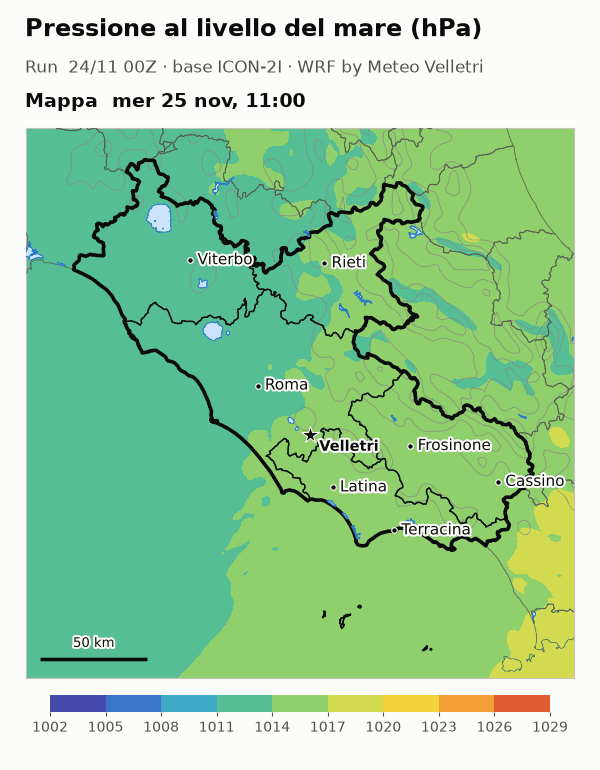 Pressione al livello del mare (hPa)
Run  24/11 00Z · base ICON-2I · WRF by Meteo Velletri
Mappa  mer 25 nov, 11:00
Viterbo
Rieti
Roma
Velletri
Frosinone
Latina
Cassino
Terracina
50 km
1002 1005 1008 1011 1014 1017 1020 1023 1026 1029